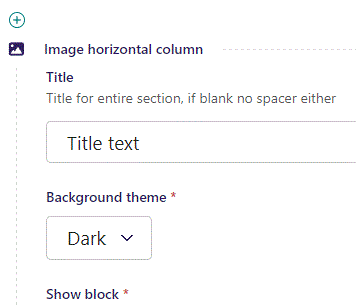 Image horizontal column
Title
Title for entire section, if blank no spacer either
Title text
Background theme *
Dark
Show block *